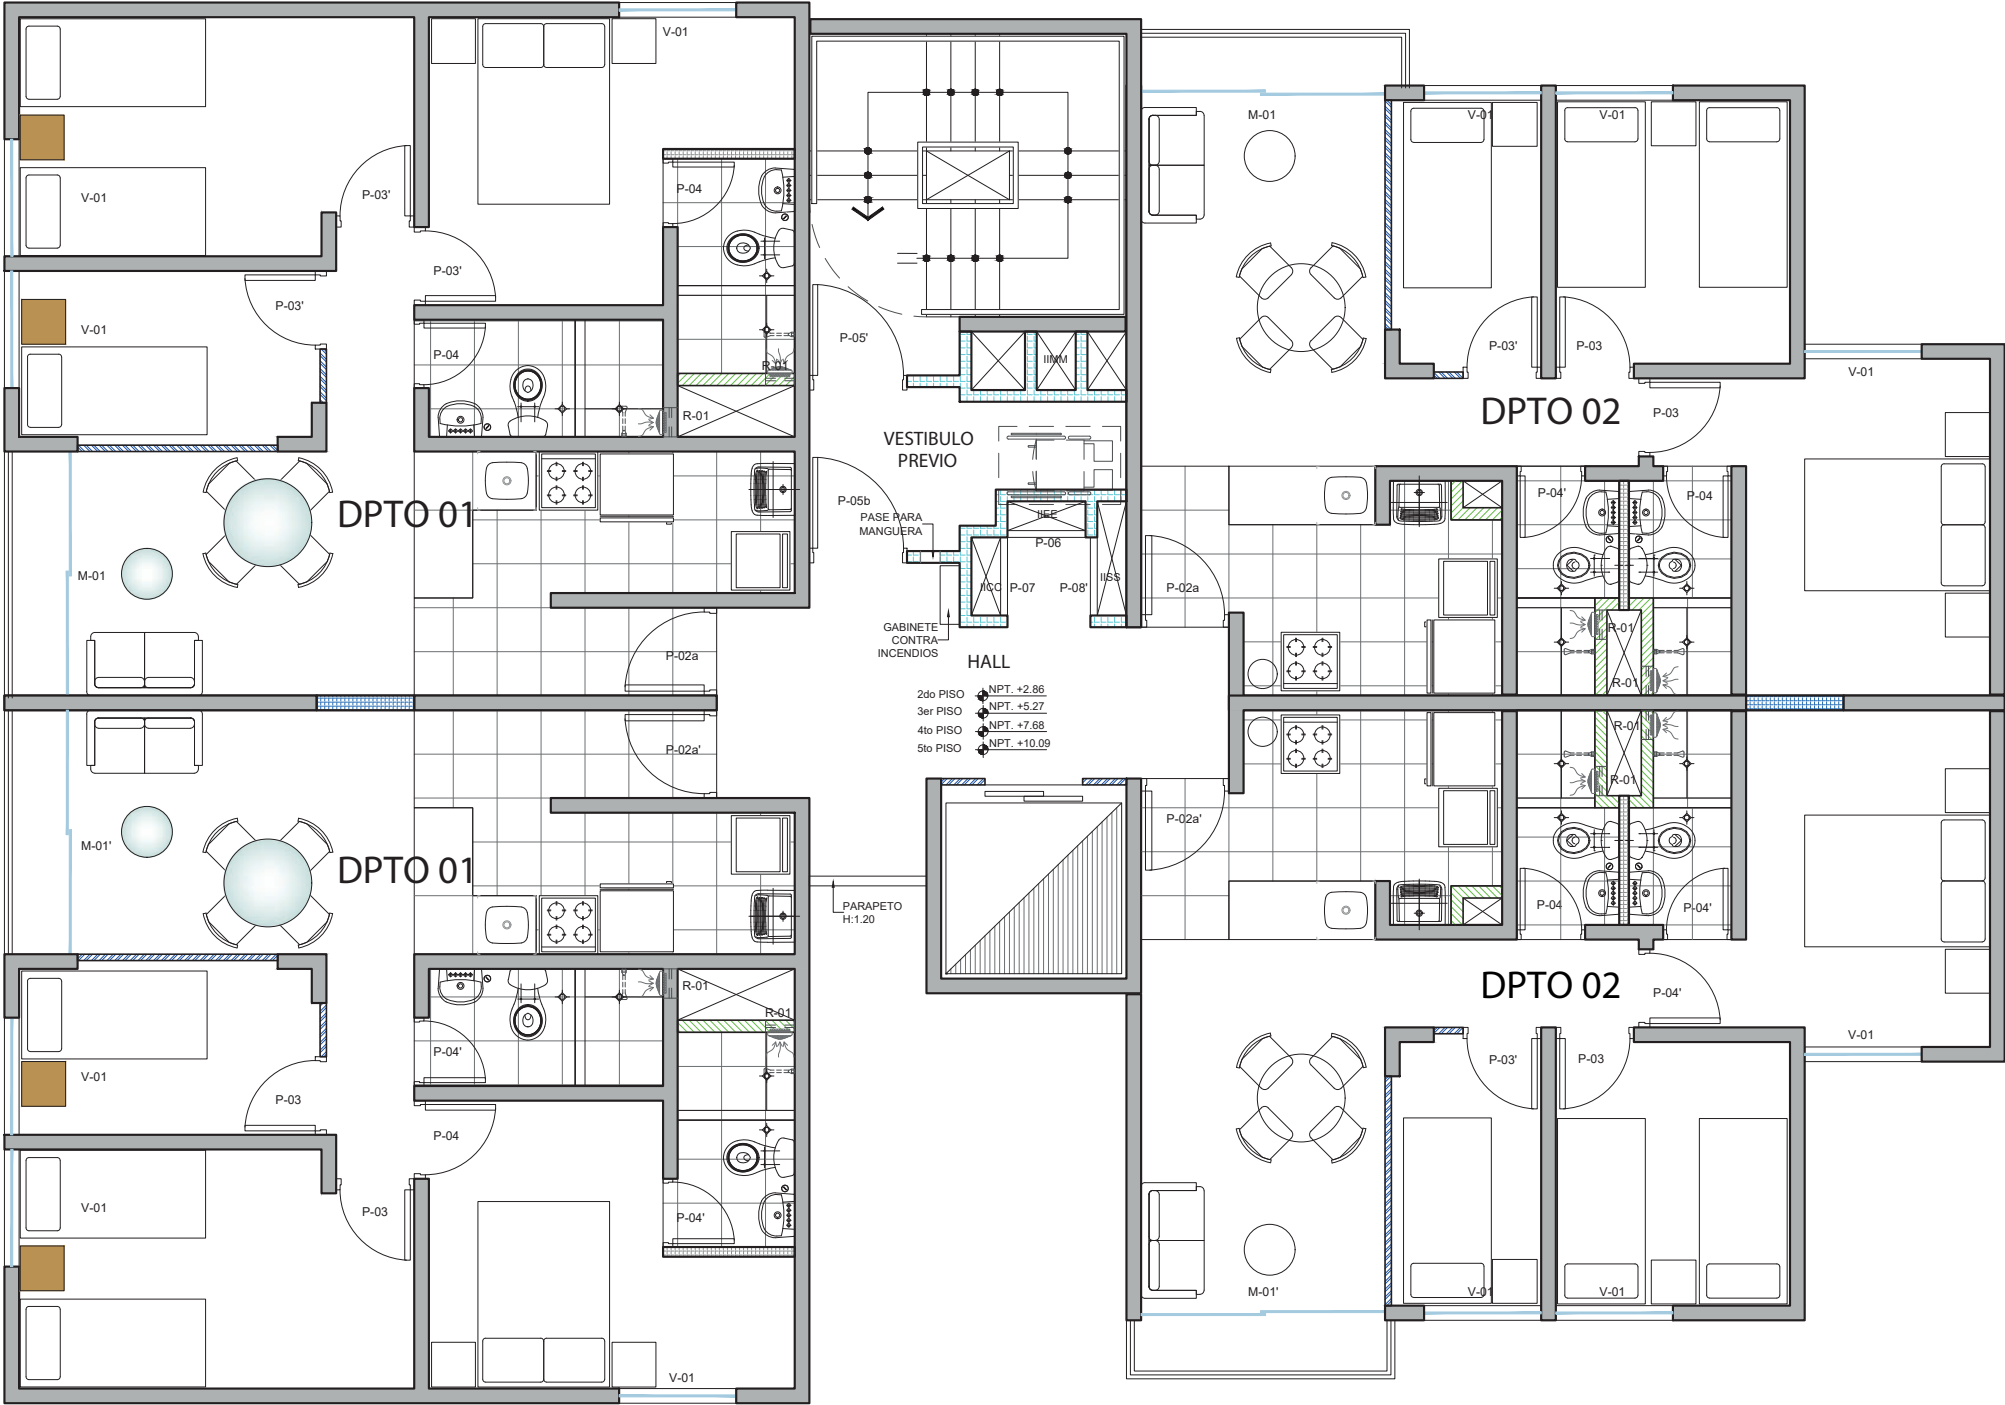 V-01
V-01
P-03'
P-04
P-03'
P-03'
V-01
P-04
R-01
R-01
P-05'
IIMM
M-01
V-01
V-01
P-03'
P-03
V-01
DPTO 02
P-03
VESTIBULO
PREVIO
P-05b
PASE PARA
MANGUERA
IIEE
P-06
IICC
P-07
P-08'
IISS
DPTO 01
M-01
P-04'
P-04
P-02a
GABINETE
CONTRA
INCENDIOS
R-01
R-01
P-02a
HALL
2do PISO NPT. +2.86
3er PISO NPT. +5.27
4to PISO NPT. +7.68
5to PISO NPT. +10.09
P-02a'
R-01
R-01
P-02a'
M-01'
DPTO 01
PARAPETO
H:1.20
P-04
P-04'
DPTO 02
P-04'
V-01
R-01
R-01
P-04'
V-01
P-03
P-04
P-03'
P-03
V-01
P-03
P-04'
M-01'
V-01
V-01
V-01